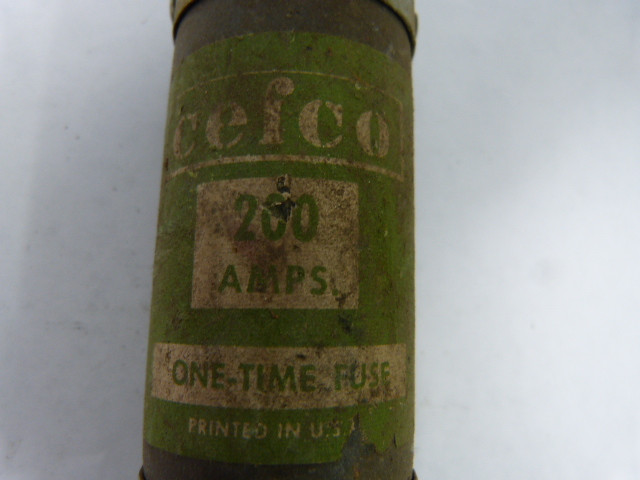 cefco
200
AMPS.
ONE-TIME FUSE
PRINTED IN U.S.A